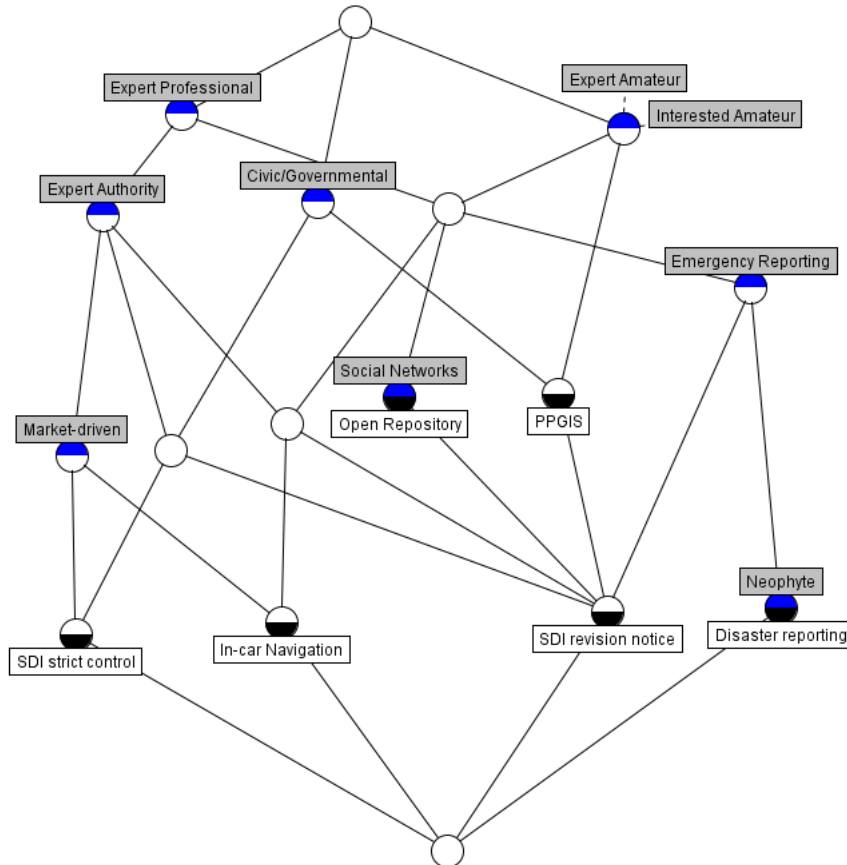 Expert Amateur
Expert Professional
Interested Amateur
Civic/Governmental
Expert Authority
Emergency Reporting
Social Networks
Open Repository
PPGIS
Market-driven
Neophyte
SDI revision notice
Disaster reporting
In-car Navigation
SDI strict control